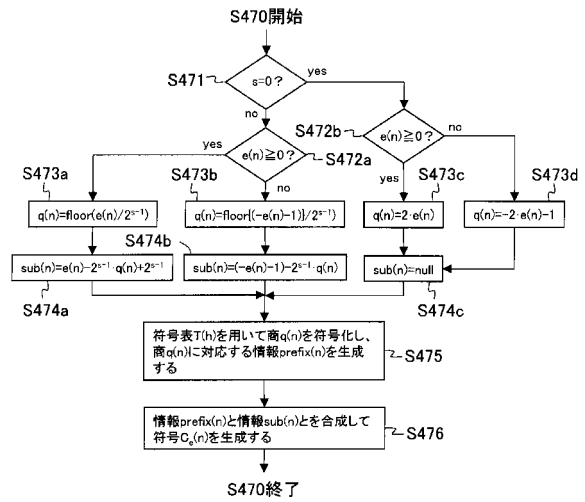 S470開始
S471
s=0?
yes
no
S472b
e(n)≧0?
no
yes
e(n)≧0?
S472a
yes
no
S473a
S473b
S473c
S473d
q(n)=floor(e(n)/2^{s-1})
q(n)=floor{(-e(n)-1)}/2^{s-1})
q(n)=2·e(n)
q(n)=-2·e(n)-1
S474b
sub(n)=e(n)-2^{s-1}·q(n)+2^{s-1}
sub(n)=(-e(n)-1)-2^{s-1}·q(n)
sub(n)=null
S474a
S474c
符号表T(h)を用いて商q(n)を符号化し、
商q(n)に対応する情報prefix(n)を生成
する
S475
情報prefix(n)と情報sub(n)とを合成して
符号C_e(n)を生成する
S476
S470終了